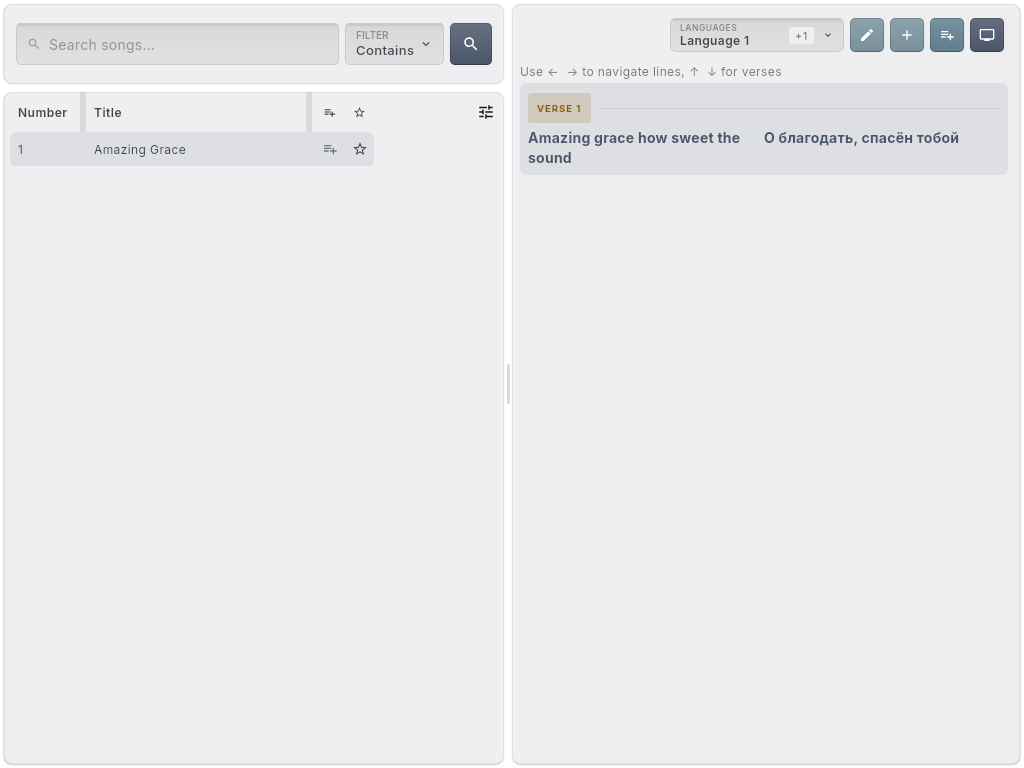 Search songs...
FILTER
Contains
Number
Title
1
Amazing Grace
LANGUAGES
Language 1
+1
Use ← → to navigate lines, ↑ ↓ for verses
VERSE 1
Amazing grace how sweet the
sound
О благодать, спасён тобой